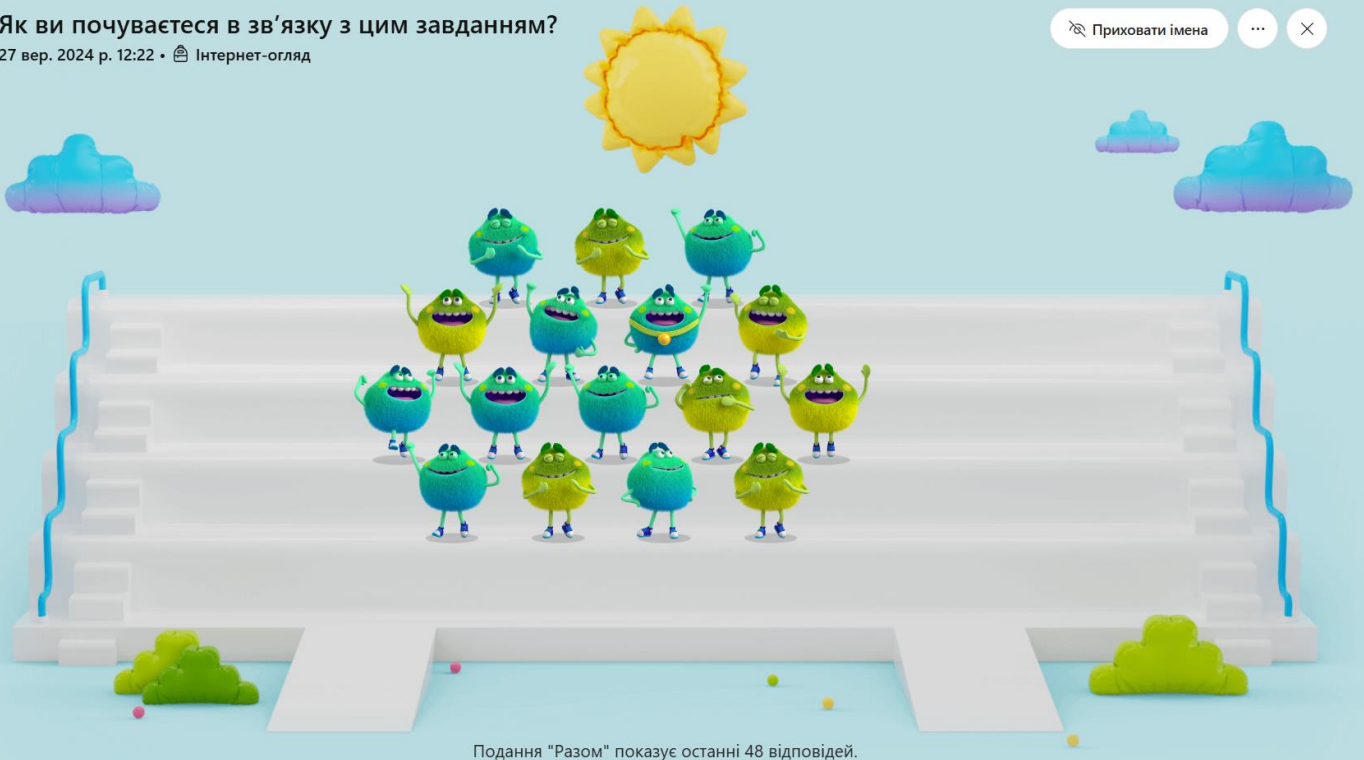 Як ви почуваєтеся в зв’язку з цим завданням?
27 вер. 2024 р. 12:22 • Інтернет-огляд
Приховати імена
Подання "Разом" показує останні 48 відповідей.